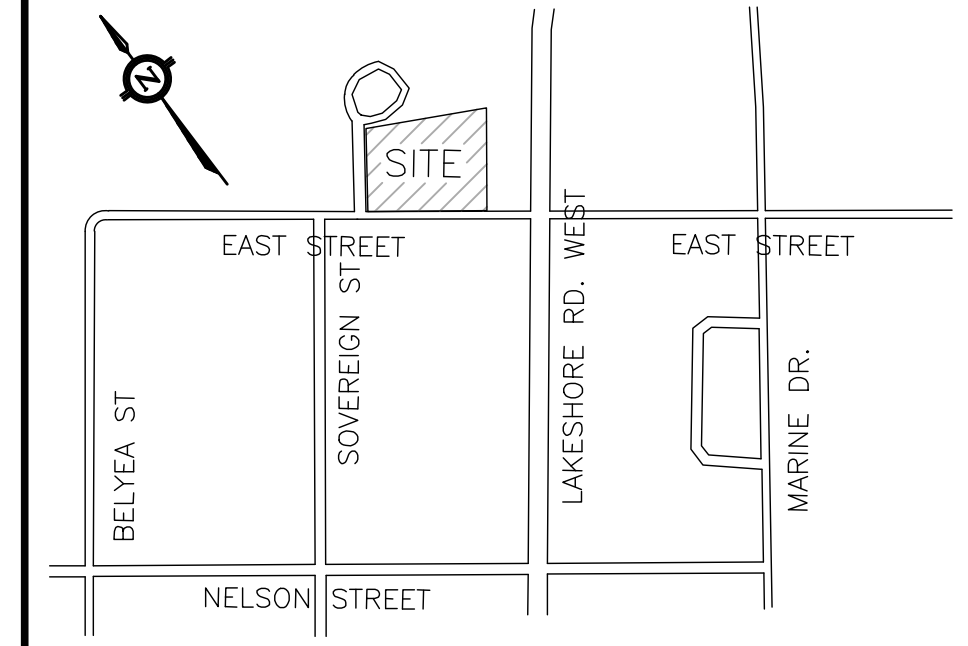 N
SITE
EAST STREET
EAST STREET
SOVEREIGN ST
LAKESHORE RD. WEST
BELYEA ST
MARINE DR.
NELSON STREET